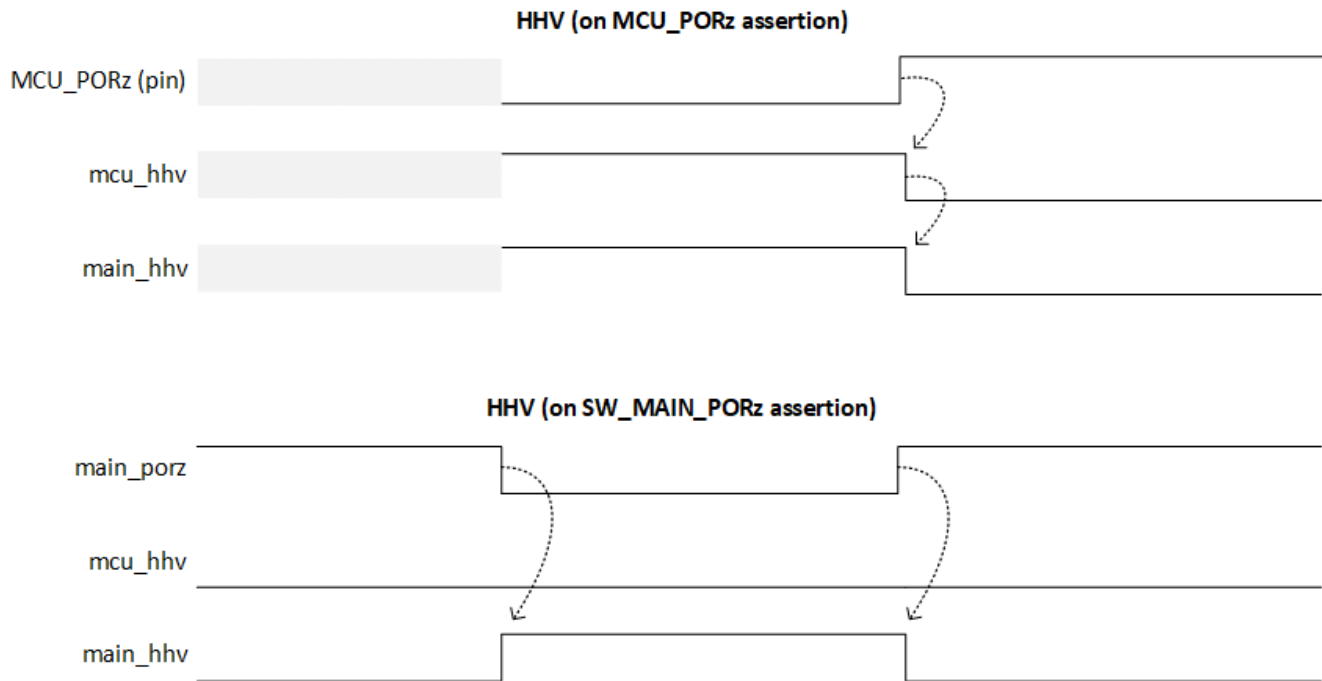 HHV (on MCU_PORz assertion)
MCU_PORz (pin)
mcu_hhv
main_hhv
HHV (on SW_MAIN_PORz assertion)
main_porz
mcu_hhv
main_hhv